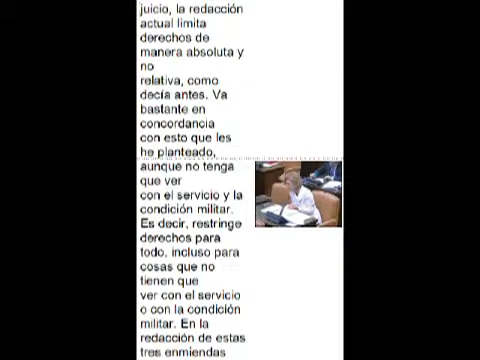 juicio, la redacción
actual limita
derechos de
manera absoluta y
no
relativa, como
decía antes. Va
bastante en
concordancia
con esto que les
he planteado,
aunque no tenga
que ver
con el servicio y la
condición militar.
Es decir, restringe
derechos para
todo, incluso para
cosas que no
tienen que
ver con el servicio
o con la condición
militar. En la
redacción de estas
tres enmiendas